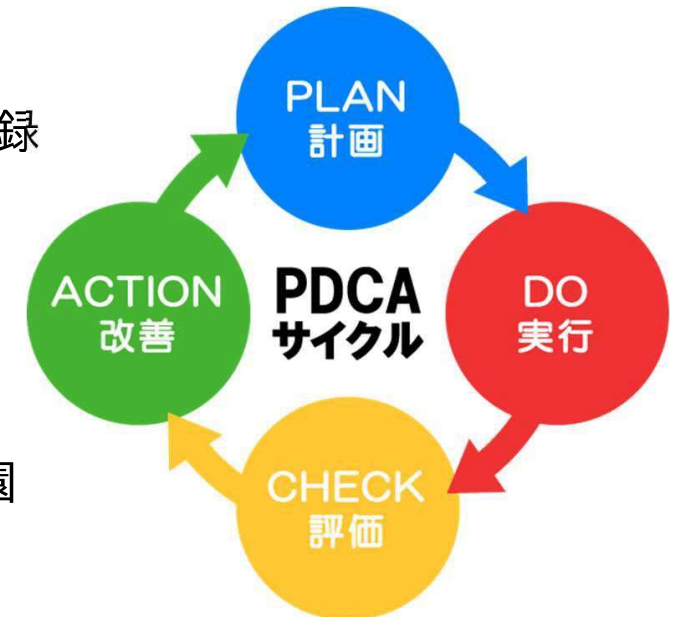 PLAN
計画
録
ACTION
改善
PDCA
サイクル
DO
実行
園
CHECK
評価